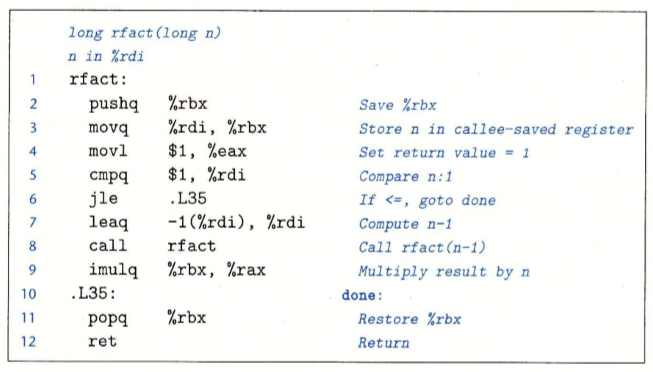 long rfact(long n)
n in %rdi
1 rfact:
2 pushq %rbx Save %rbx
3 movq %rdi, %rbx Store n in callee-saved register
4 movl $1, %eax Set return value = 1
5 cmpq $1, %rdi Compare n:1
6 jle .L35 If <=, goto done
7 leaq -1(%rdi), %rdi Compute n-1
8 call rfact Call rfact(n-1)
9 imulq %rbx, %rax Multiply result by n
10 .L35: done:
11 popq %rbx Restore %rbx
12 ret Return